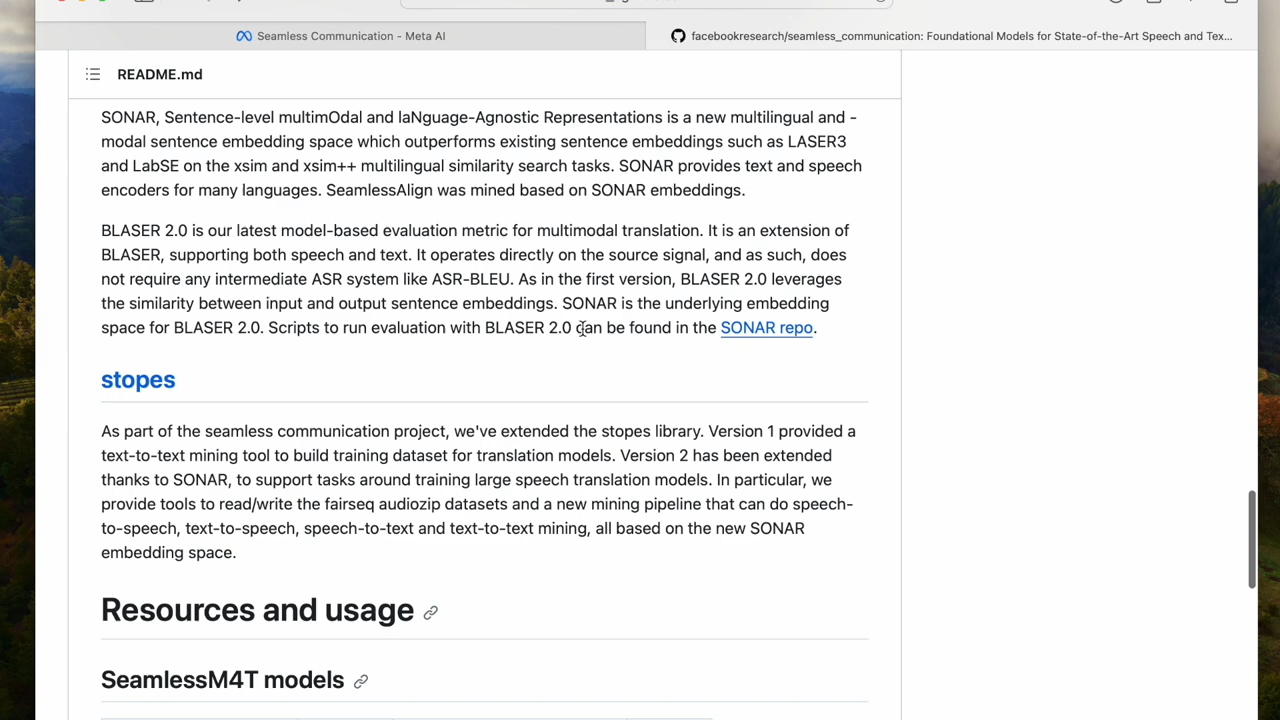 Seamless Communication - Meta AI
facebookresearch/seamless_communication: Foundational Models for State-of-the-Art Speech and Tex...
README.md
SONAR, Sentence-level multimOdal and laNguage-Agnostic Representations is a new multilingual and -
modal sentence embedding space which outperforms existing sentence embeddings such as LASER3
and LabSE on the xsim and xsim++ multilingual similarity search tasks. SONAR provides text and speech
encoders for many languages. SeamlessAlign was mined based on SONAR embeddings.
BLASER 2.0 is our latest model-based evaluation metric for multimodal translation. It is an extension of
BLASER, supporting both speech and text. It operates directly on the source signal, and as such, does
not require any intermediate ASR system like ASR-BLEU. As in the first version, BLASER 2.0 leverages
the similarity between input and output sentence embeddings. SONAR is the underlying embedding
space for BLASER 2.0. Scripts to run evaluation with BLASER 2.0 can be found in the SONAR repo.
stopes
As part of the seamless communication project, we've extended the stopes library. Version 1 provided a
text-to-text mining tool to build training dataset for translation models. Version 2 has been extended
thanks to SONAR, to support tasks around training large speech translation models. In particular, we
provide tools to read/write the fairseq audiozip datasets and a new mining pipeline that can do speech-
to-speech, text-to-speech, speech-to-text and text-to-text mining, all based on the new SONAR
embedding space.
Resources and usage
SeamlessM4T models